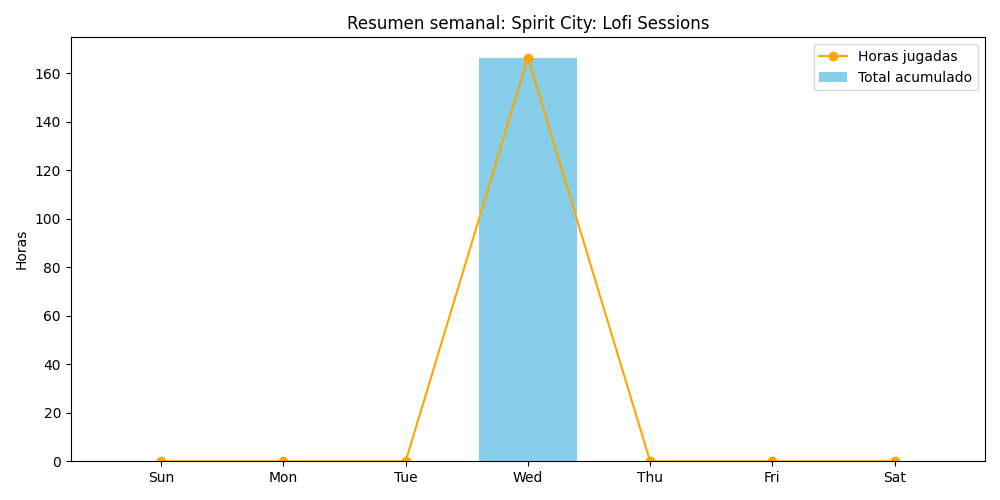 Resumen semanal: Spirit City: Lofi Sessions
Horas jugadas
Total acumulado
Horas
160
140
120
100
80
60
40
20
0
Sun Mon Tue Wed Thu Fri Sat